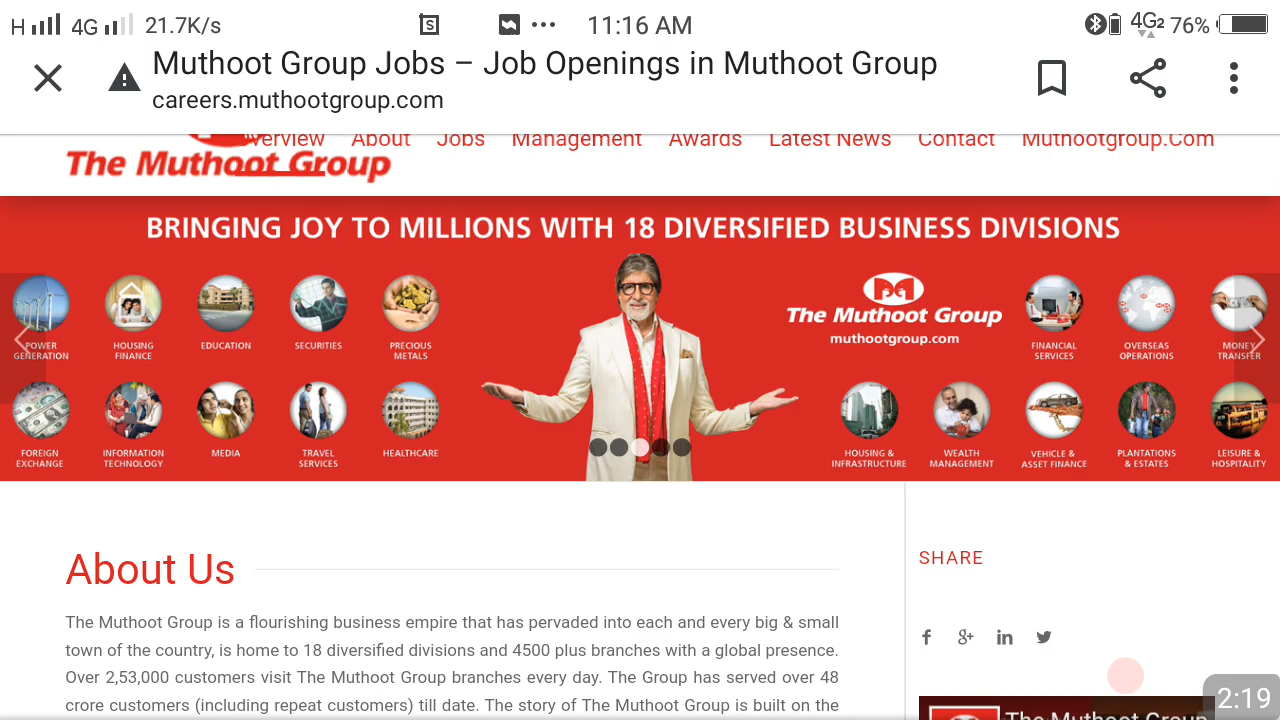 H 4G 21.7K/s 11:16 AM 4G2 76%
Muthoot Group Jobs – Job Openings in Muthoot Group
careers.muthootgroup.com
verview About Jobs Management Awards Latest News Contact Muthootgroup.Com
The Muthoot Group
BRINGING JOY TO MILLIONS WITH 18 DIVERSIFIED BUSINESS DIVISIONS
The Muthoot Group
muthootgroup.com
POWER GENERATION
HOUSING FINANCE
EDUCATION
SECURITIES
PRECIOUS METALS
FINANCIAL SERVICES
OVERSEAS OPERATIONS
MONEY TRANSFER
FOREIGN EXCHANGE
INFORMATION TECHNOLOGY
MEDIA
TRAVEL SERVICES
HEALTHCARE
HOUSING & INFRASTRUCTURE
WEALTH MANAGEMENT
VEHICLE & ASSET FINANCE
PLANTATIONS & ESTATES
LEISURE & HOSPITALITY
About Us
The Muthoot Group is a flourishing business empire that has pervaded into each and every big & small
town of the country, is home to 18 diversified divisions and 4500 plus branches with a global presence.
Over 2,53,000 customers visit The Muthoot Group branches every day. The Group has served over 48
crore customers (including repeat customers) till date. The story of The Muthoot Group is built on the
SHARE
The Muthoot Group
2:19